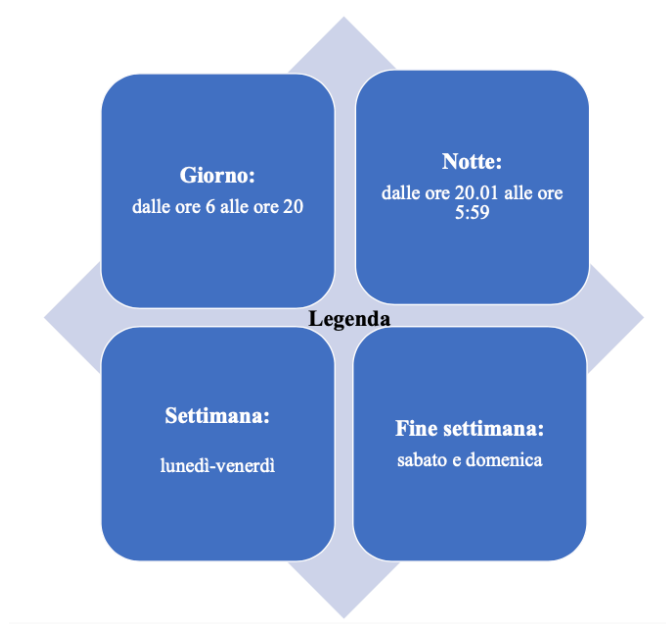 Giorno:
dalle ore 6 alle ore 20
Notte:
dalle ore 20.01 alle ore
5:59
Legenda
Settimana:
lunedì-venerdì
Fine settimana:
sabato e domenica